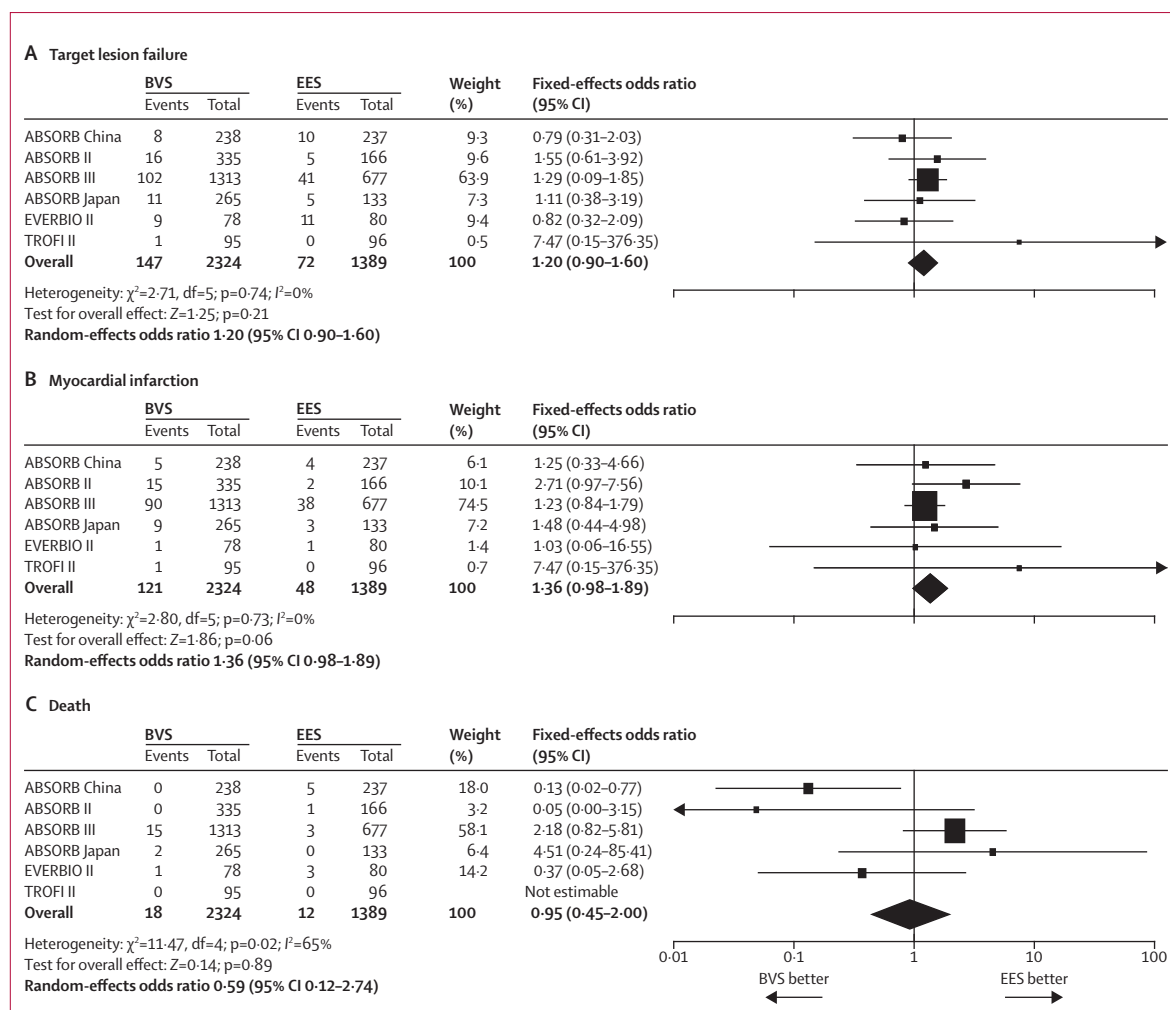 A Target lesion failure
BVS EES Weight Fixed-effects odds ratio
Events Total Events Total (%) (95% CI)
ABSORB China 8 238 10 237 9·3 0·79 (0·31–2·03)
ABSORB II 16 335 5 166 9·6 1·55 (0·61–3·92)
ABSORB III 102 1313 41 677 63·9 1·29 (0·09–1·85)
ABSORB Japan 11 265 5 133 7·3 1·11 (0·38–3·19)
EVERBIO II 9 78 11 80 9·4 0·82 (0·32–2·09)
TROFI II 1 95 0 96 0·5 7·47 (0·15–376·35)
Overall 147 2324 72 1389 100 1·20 (0·90–1·60)
Heterogeneity: χ²=2·71, df=5; p=0·74; I²=0%
Test for overall effect: Z=1·25; p=0·21
Random-effects odds ratio 1·20 (95% CI 0·90–1·60)
B Myocardial infarction
BVS EES Weight Fixed-effects odds ratio
Events Total Events Total (%) (95% CI)
ABSORB China 5 238 4 237 6·1 1·25 (0·33–4·66)
ABSORB II 15 335 2 166 10·1 2·71 (0·97–7·56)
ABSORB III 90 1313 38 677 74·5 1·23 (0·84–1·79)
ABSORB Japan 9 265 3 133 7·2 1·48 (0·44–4·98)
EVERBIO II 1 78 1 80 1·4 1·03 (0·06–16·55)
TROFI II 1 95 0 96 0·7 7·47 (0·15–376·35)
Overall 121 2324 48 1389 100 1·36 (0·98–1·89)
Heterogeneity: χ²=2·80, df=5; p=0·73; I²=0%
Test for overall effect: Z=1·86; p=0·06
Random-effects odds ratio 1·36 (95% CI 0·98–1·89)
C Death
BVS EES Weight Fixed-effects odds ratio
Events Total Events Total (%) (95% CI)
ABSORB China 0 238 5 237 18·0 0·13 (0·02–0·77)
ABSORB II 0 335 1 166 3·2 0·05 (0·00–3·15)
ABSORB III 15 1313 3 677 58·1 2·18 (0·82–5·81)
ABSORB Japan 2 265 0 133 6·4 4·51 (0·24–85·41)
EVERBIO II 1 78 3 80 14·2 0·37 (0·05–2·68)
TROFI II 0 95 0 96 Not estimable
Overall 18 2324 12 1389 100 0·95 (0·45–2·00)
Heterogeneity: χ²=11·47, df=4; p=0·02; I²=65%
Test for overall effect: Z=0·14; p=0·89
Random-effects odds ratio 0·59 (95% CI 0·12–2·74)
0·01 0·1 1 10 100
BVS better EES better